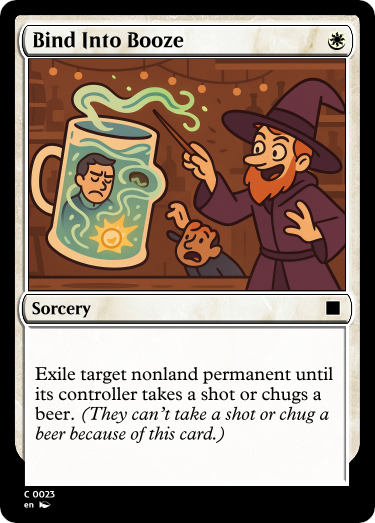 Bind Into Booze
Sorcery
Exile target nonland permanent until
its controller takes a shot or chugs a
beer. (They can't take a shot or chug a
beer because of this card.)
C 0023
en